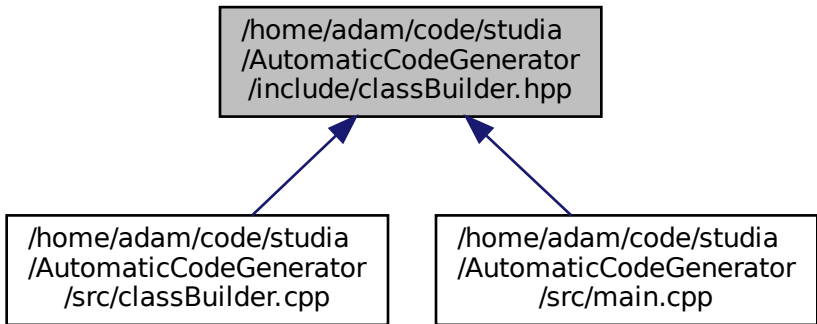 /home/adam/code/studia
/AutomaticCodeGenerator
/include/classBuilder.hpp
/home/adam/code/studia
/AutomaticCodeGenerator
/src/classBuilder.cpp
/home/adam/code/studia
/AutomaticCodeGenerator
/src/main.cpp